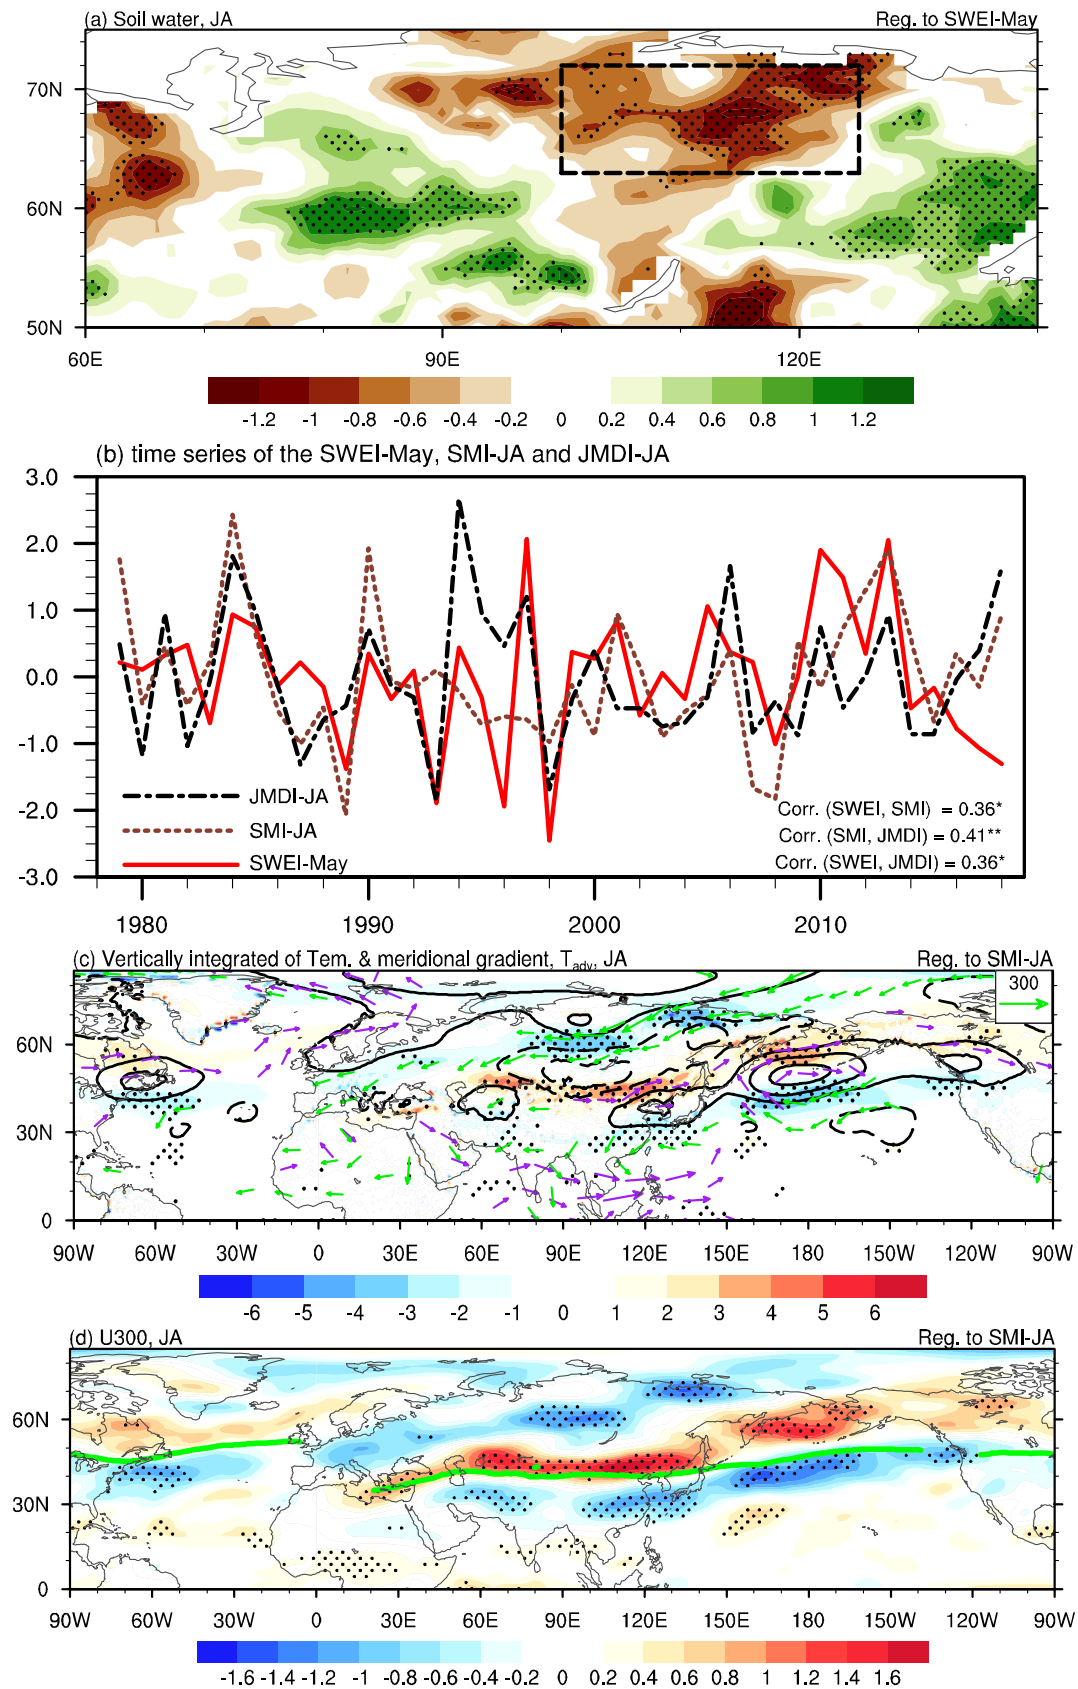 (a) Soil water, JA Reg. to SWEI-May
70N
60N
50N
60E 90E 120E
-1.2 -1 -0.8 -0.6 -0.4 -0.2 0 0.2 0.4 0.6 0.8 1 1.2
(b) time series of the SWEI-May, SMI-JA and JMDI-JA
3.0
2.0
1.0
0.0
-1.0
-2.0
-3.0
JMDI-JA
SMI-JA
SWEI-May
Corr. (SWEI, SMI) = 0.36*
Corr. (SMI, JMDI) = 0.41**
Corr. (SWEI, JMDI) = 0.36*
1980 1990 2000 2010
(c) Vertically integrated of Tem. & meridional gradient, Tadv, JA Reg. to SMI-JA
300
60N
30N
0
90W 60W 30W 0 30E 60E 90E 120E 150E 180 150W 120W 90W
-6 -5 -4 -3 -2 -1 0 1 2 3 4 5 6
(d) U300, JA Reg. to SMI-JA
60N
30N
0
90W 60W 30W 0 30E 60E 90E 120E 150E 180 150W 120W 90W
-1.6 -1.4 -1.2 -1 -0.8 -0.6 -0.4 -0.2 0 0.2 0.4 0.6 0.8 1 1.2 1.4 1.6